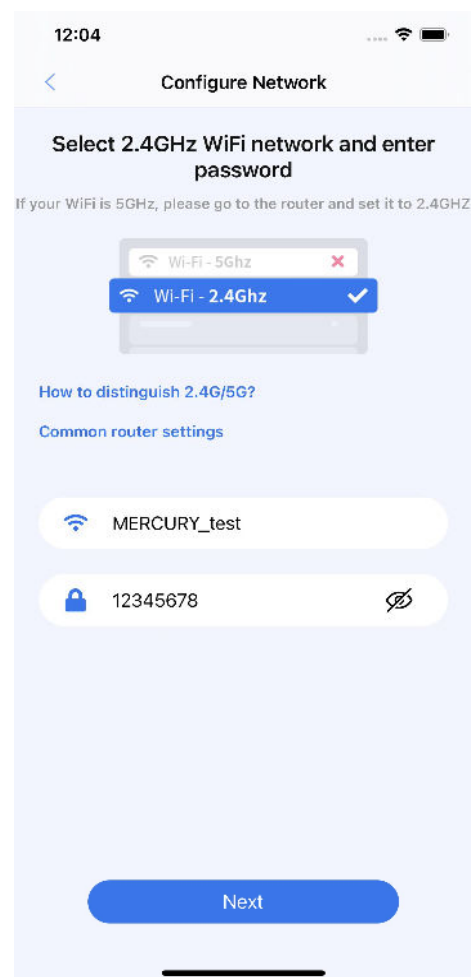 12:04
Configure Network
Select 2.4GHz WiFi network and enter
password
If your WiFi is 5GHz, please go to the router and set it to 2.4GHZ
Wi-Fi - 5Ghz
Wi-Fi - 2.4Ghz
How to distinguish 2.4G/5G?
Common router settings
MERCURY_test
12345678
Next